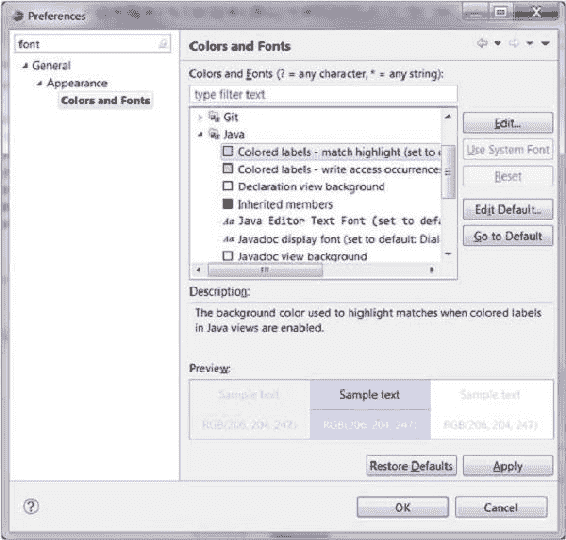 Preferences
font
General
Appearance
Colors and Fonts
Colors and Fonts
Colors and Fonts (? = any character, * = any string):
type filter text
Git
Java
Colored labels - match highlight (set to
Colored labels - write access occurrence
Declaration view background
Inherited members
Aa Java Editor Text Font (set to defa
Aa Javadoc display font (set to default: Dial
Javadoc view background
Edit...
Use System Font
Reset
Edit Default...
Go to Default
Description:
The background color used to highlight matches when colored labels
in Java views are enabled.
Preview:
Sample text Sample text Sample text
RGB(206, 204, 247) RGB(206, 204, 247) RGB(206, 204, 247)
Restore Defaults Apply
? OK Cancel